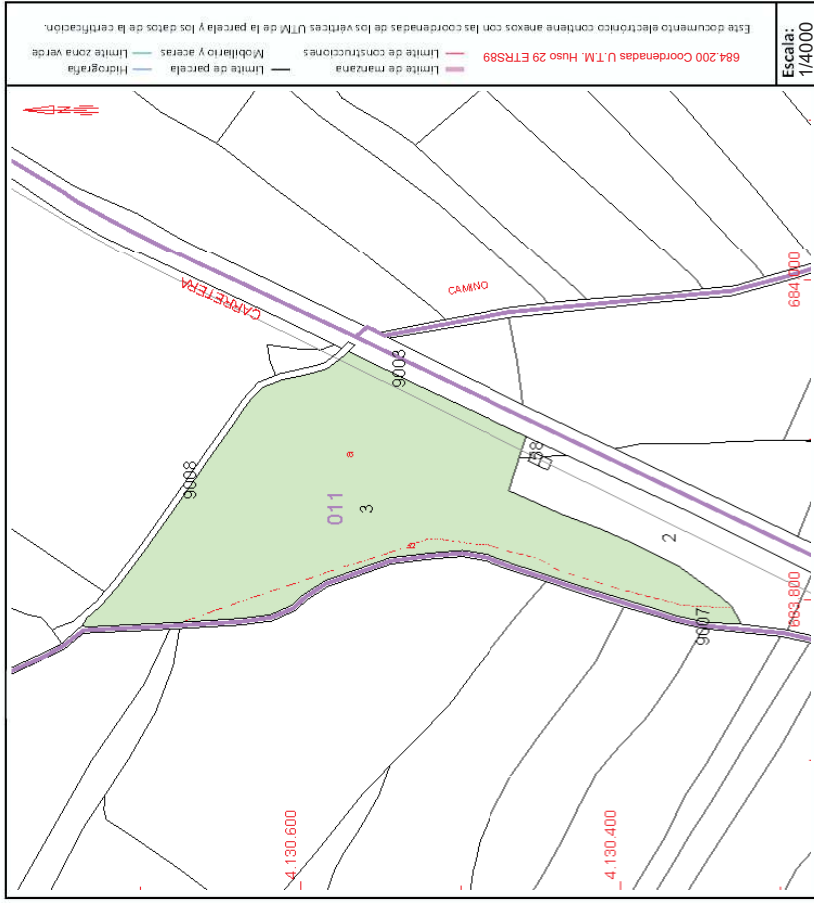 Escala:
1/4000
684.200 Coordenadas U.T.M. Huso 29 ETRS89
Límite de manzana
Límite de construcciones
Límite de parcela
Mobiliario y aceras
Hidrografía
Límite zona verde
Este documento electrónico contiene anexos con las coordenadas de los vértices UTM de la parcela y los datos de la certificación.
CARRETERA
CAMINO
684.000
9003
9008
a
58
011
3
b
2
683.800
9007
4.130.600
4.130.400